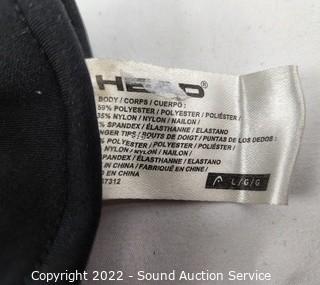 HEAD®
BODY / CORPS / CUERPO :
59% POLYESTER / POLYESTER / POLIÉSTER /
35% NYLON / NYLON / NAILON /
% SPANDEX / ÉLASTHANNE / ELASTANO
NGER TIPS / BOUTS DE DOIGT / PUNTAS DE LOS DEDOS :
% POLYESTER / POLYESTER / POLIÉSTER /
NYLON / NYLON / NAILON /
SPANDEX / ÉLASTHANNE / ELASTANO
IN CHINA / FABRIQUÉ EN CHINE /
EN CHINA
67312
L / G / G
Copyright 2022 - Sound Auction Service